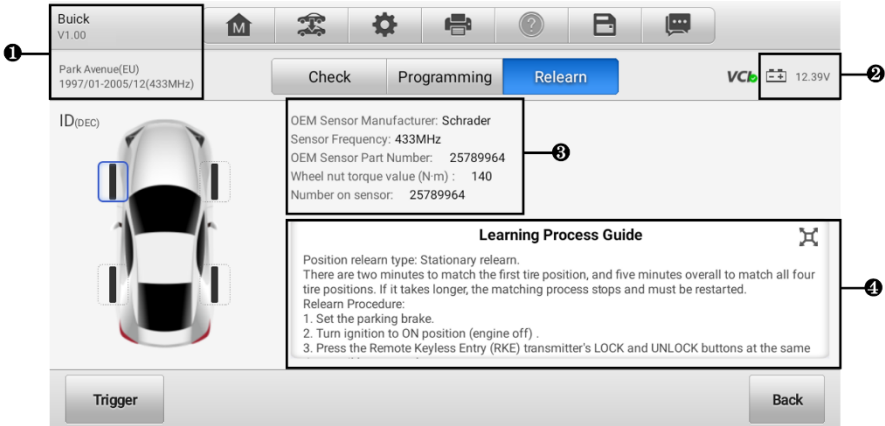 Buick
V1.00
M
?
❶
Park Avenue(EU)
1997/01-2005/12(433MHz)
Check
Programming
Relearn
VCI
12.39V
❷
ID(DEC)
OEM Sensor Manufacturer: Schrader
Sensor Frequency: 433MHz
OEM Sensor Part Number: 25789964
Wheel nut torque value (N·m) : 140
Number on sensor: 25789964
❸
Learning Process Guide
Position relearn type: Stationary relearn.
There are two minutes to match the first tire position, and five minutes overall to match all four
tire positions. If it takes longer, the matching process stops and must be restarted.
Relearn Procedure:
1. Set the parking brake.
2. Turn ignition to ON position (engine off) .
3. Press the Remote Keyless Entry (RKE) transmitter's LOCK and UNLOCK buttons at the same
❹
Trigger
Back